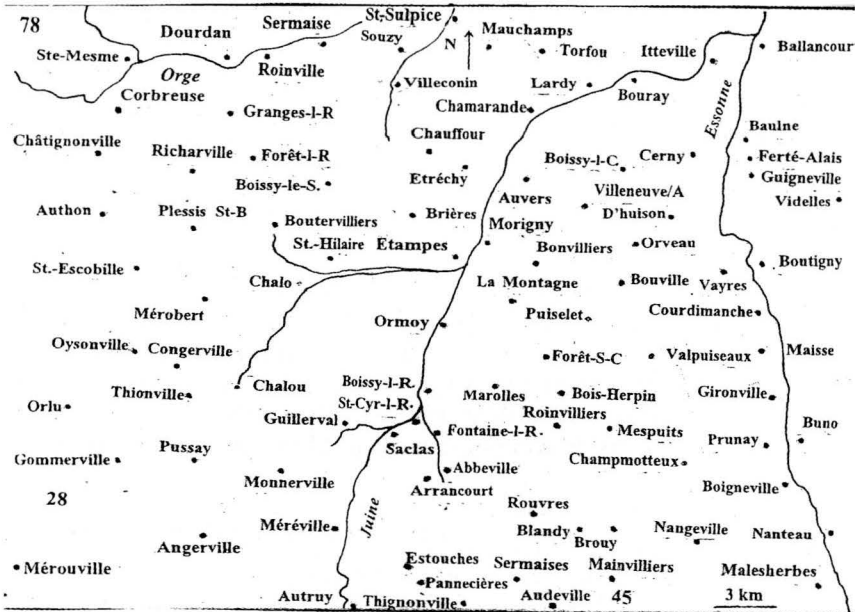 78 Dourdan Sermaise St-Sulpice
Souzy N Mauchamps Torfou Itteville Ballancourt
Ste-Mesme Orge Roinville
Villeconin Lardy Bouray Essonne
Corbreuse Granges-l-R Chamarande
Châtignonville Richarville Forêt-l-R Chauffour Boissy-l-C. Cerny Baulne
Ferté-Alais
Boissy-le-S. Etréchy Auvers Villeneuve/A Guigneville
Authon Plessis St-B Boutervilliers Brières D'huison Videlles
St.-Hilaire Etampes Morigny Bonvilliers Orveau
St.-Escobille Chalo La Montagne Bouville Vayres Boutigny
Mérobert Ormoy Puiselet Courdimanche
Oysonville Congerville Forêt-S-C Valpuiseaux Maisse
Orlu Thionville Chalou Boissy-l-R. Marolles Bois-Herpin Gironville
St-Cyr-l-R.
Guillerval Fontaine-l-R. Roinvilliers Mespuits Prunay Buno
Gommerville Pussay Saclas Champmotteux
Monnerville Abbeville
28 Arrancourt Boigneville
Rouvres
Angerville Méréville Juine Blandy Brouy Nangeville Nanteau
Mérouville Estouches Sermaises Mainvilliers Malesherbes
Pannecières
Autruy Thignonville Audeville 45 3 km